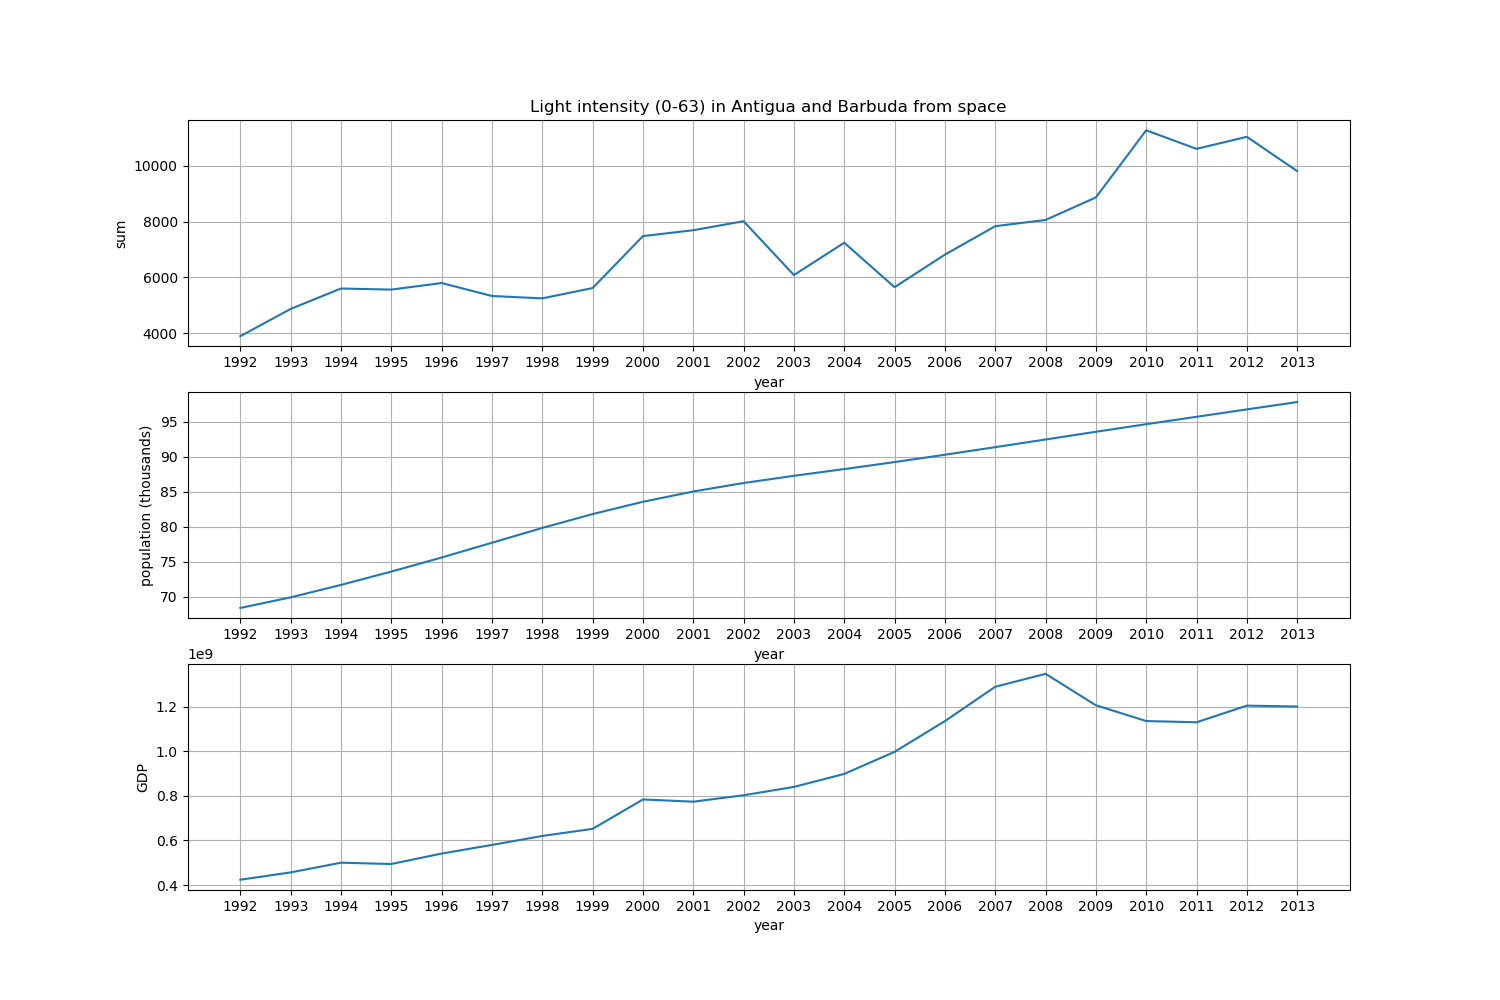 Light intensity (0-63) in Antigua and Barbuda from space
10000
8000
6000
4000
sum
1992 1993 1994 1995 1996 1997 1998 1999 2000 2001 2002 2003 2004 2005 2006 2007 2008 2009 2010 2011 2012 2013
year
95
90
85
80
75
70
population (thousands)
1992 1993 1994 1995 1996 1997 1998 1999 2000 2001 2002 2003 2004 2005 2006 2007 2008 2009 2010 2011 2012 2013
year
1e9
1.2
1.0
0.8
0.6
0.4
GDP
1992 1993 1994 1995 1996 1997 1998 1999 2000 2001 2002 2003 2004 2005 2006 2007 2008 2009 2010 2011 2012 2013
year